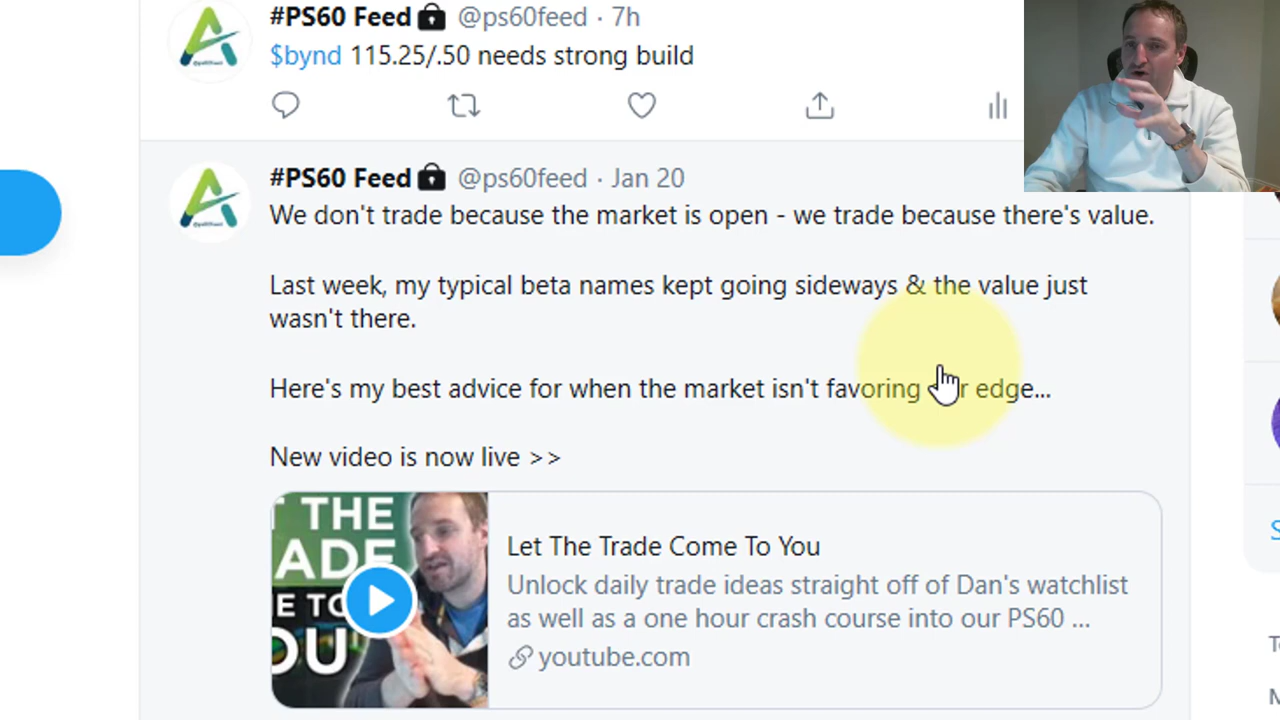 #PS60 Feed @ps60feed · 7h
$bynd 115.25/.50 needs strong build
#PS60 Feed @ps60feed · Jan 20
We don't trade because the market is open - we trade because there's value.
Last week, my typical beta names kept going sideways & the value just
wasn't there.
Here's my best advice for when the market isn't favoring edge...
New video is now live >>
THE
ADE
E TO
OU
Let The Trade Come To You
Unlock daily trade ideas straight off of Dan's watchlist
as well as a one hour crash course into our PS60 ...
youtube.com